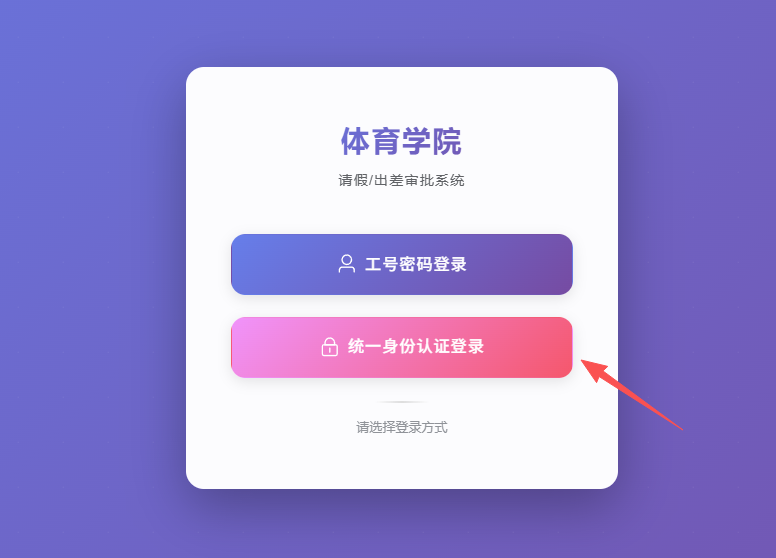 体育学院
请假/出差审批系统
工号密码登录
统一身份认证登录
请选择登录方式